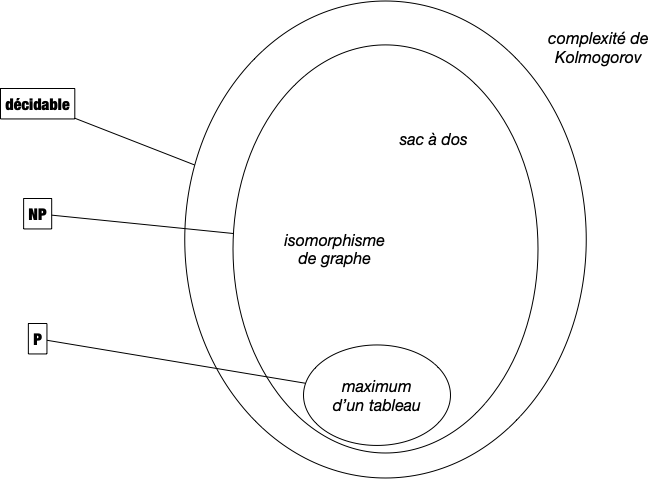 complexité de
Kolmogorov
décidable
sac à dos
NP
isomorphisme
de graphe
P
maximum
d'un tableau